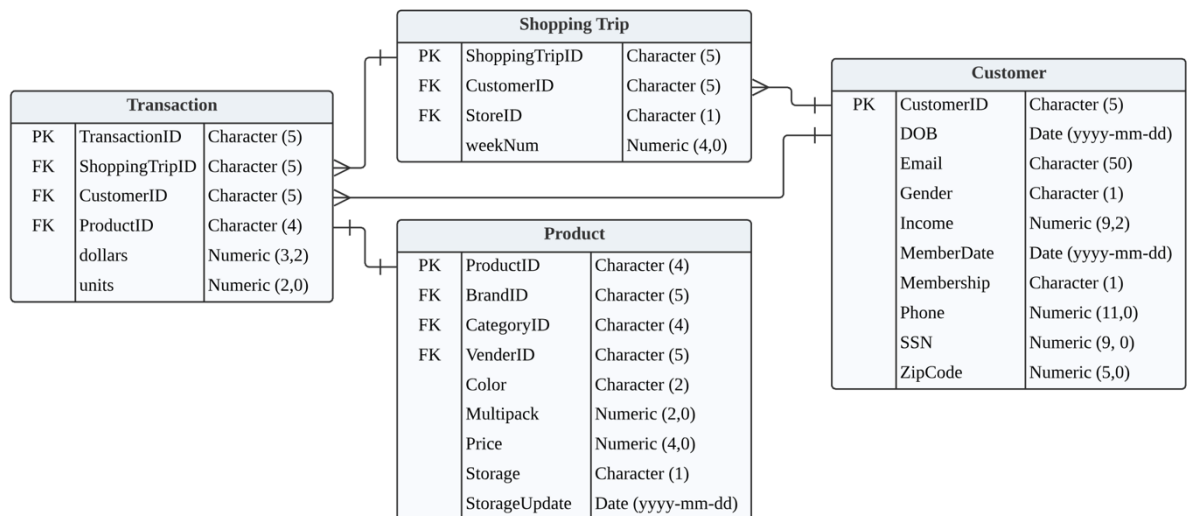 Shopping Trip
PK ShoppingTripID Character (5)
FK CustomerID Character (5)
FK StoreID Character (1)
weekNum Numeric (4,0)
Customer
PK CustomerID Character (5)
DOB Date (yyyy-mm-dd)
Email Character (50)
Gender Character (1)
Income Numeric (9,2)
MemberDate Date (yyyy-mm-dd)
Membership Character (1)
Phone Numeric (11,0)
SSN Numeric (9, 0)
ZipCode Numeric (5,0)
Transaction
PK TransactionID Character (5)
FK ShoppingTripID Character (5)
FK CustomerID Character (5)
FK ProductID Character (4)
dollars Numeric (3,2)
units Numeric (2,0)
Product
PK ProductID Character (4)
FK BrandID Character (5)
FK CategoryID Character (4)
FK VenderID Character (5)
Color Character (2)
Multipack Numeric (2,0)
Price Numeric (4,0)
Storage Character (1)
StorageUpdate Date (yyyy-mm-dd)